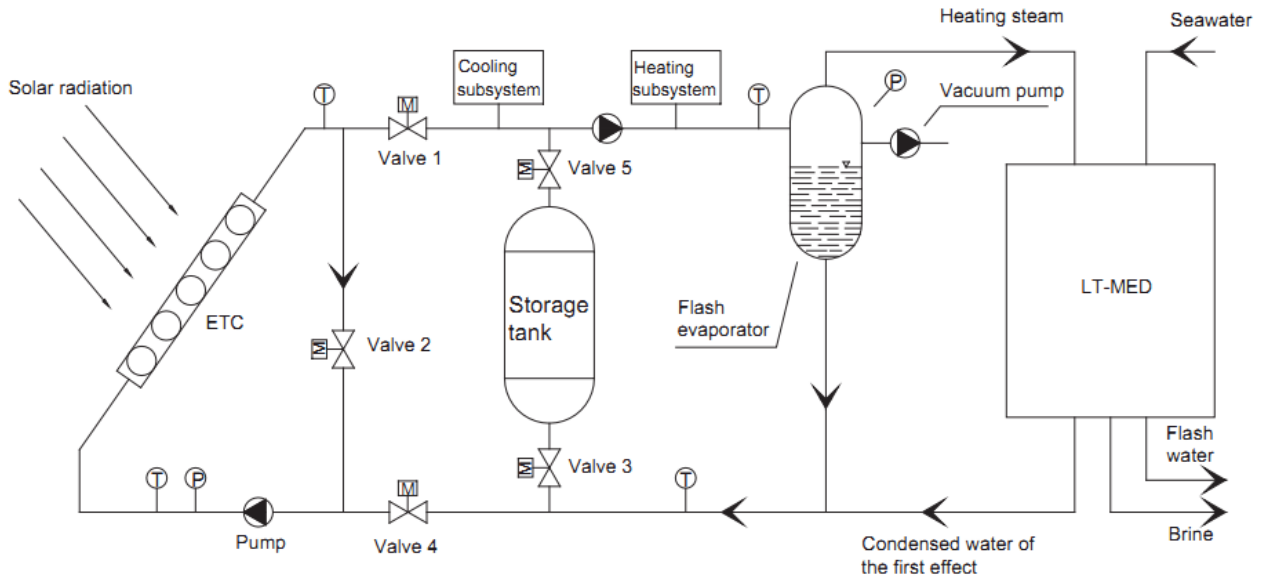 Heating steam
Seawater
Solar radiation
Cooling
subsystem
Heating
subsystem
T
M
T
P
Vacuum pump
Valve 1
M
Valve 5
ETC
M
Valve 2
Storage
tank
Flash
evaporator
LT-MED
M
Valve 3
Flash
water
T
P
M
T
Pump
Valve 4
Condensed water of
the first effect
Brine